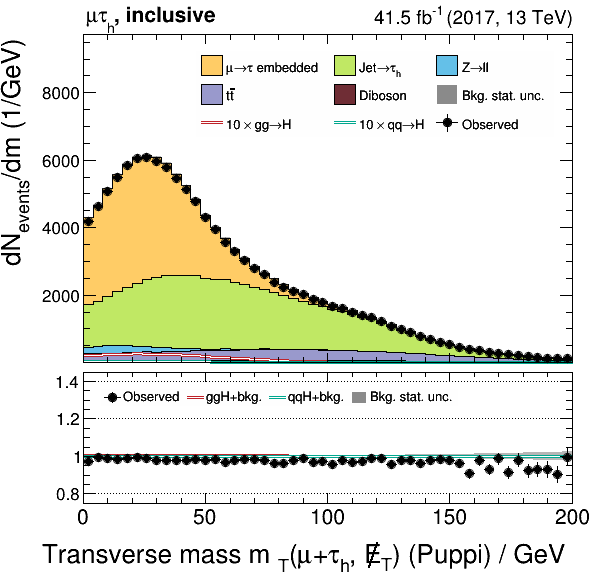 μτh, inclusive 41.5 fb⁻¹ (2017, 13 TeV)
dNevents/dm (1/GeV)
μ→τ embedded Jet→τh Z→ll
tt̄ Diboson Bkg. stat. unc.
10 × gg→H 10 × qq→H Observed
8000
6000
4000
2000
Observed ggH+bkg. qqH+bkg. Bkg. stat. unc.
1.4
1.2
1
0.8
0 50 100 150 200
Transverse mass m T(μ+τh, E̸T) (Puppi) / GeV